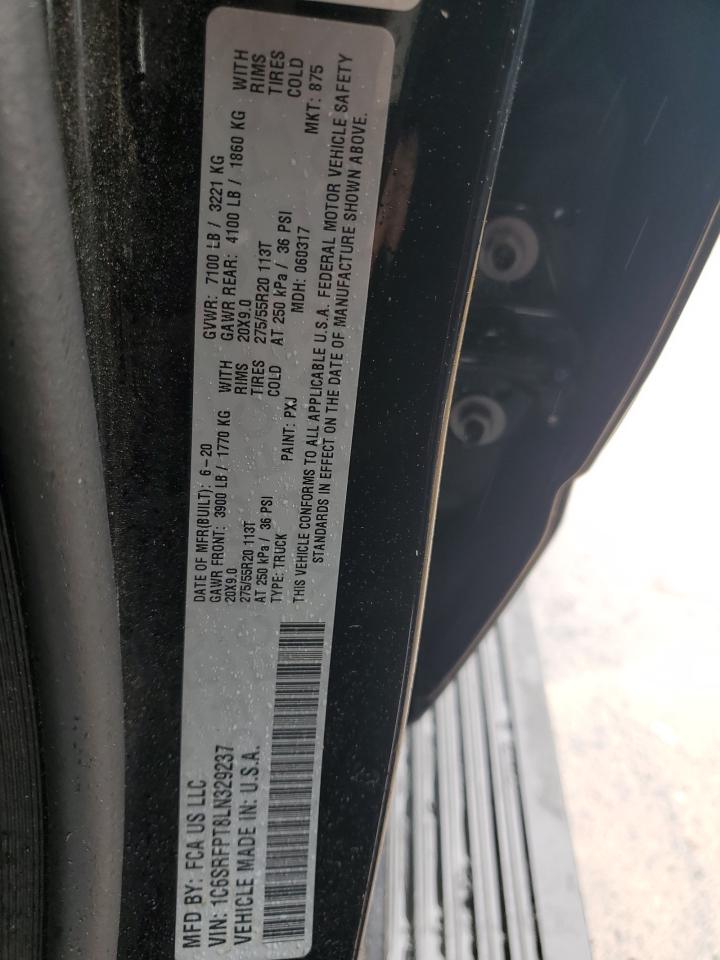 MFD BY: FCA US LLC
VIN: 1C6SRFPT8LN329237
VEHICLE MADE IN: U.S.A.
DATE OF MFR(BUILT): 6-20
GAWR FRONT: 3900 LB / 1770 KG WITH
20X9.0 RIMS
275/55R20 113T TIRES
AT 250 kPa / 36 PSI COLD
TYPE: TRUCK PAINT: PXJ
GVWR: 7100 LB / 3221 KG
GAWR REAR: 4100 LB / 1860 KG WITH
20X9.0 RIMS
275/55R20 113T TIRES
AT 250 kPa / 36 PSI COLD
MDH: 060317 MKT: 875
THIS VEHICLE CONFORMS TO ALL APPLICABLE U.S.A. FEDERAL MOTOR VEHICLE SAFETY
STANDARDS IN EFFECT ON THE DATE OF MANUFACTURE SHOWN ABOVE.